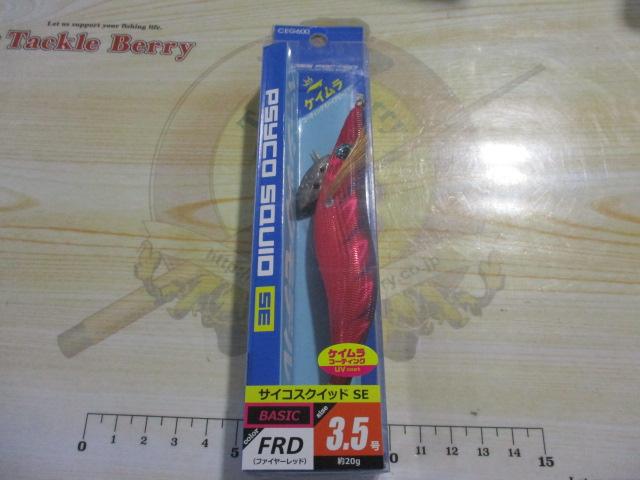 Let us support your fishing life.
Tackle Berry
CEG600
ケイムラ
PSYCO SQUID SE
ケイムラ
コーティング
UV coat
サイコスクイッド SE
BASIC
size
color
FRD
(ファイヤーレッド)
3.5号
約20g
0 1 2 3 4 5 6 10 11 12 13 14 15